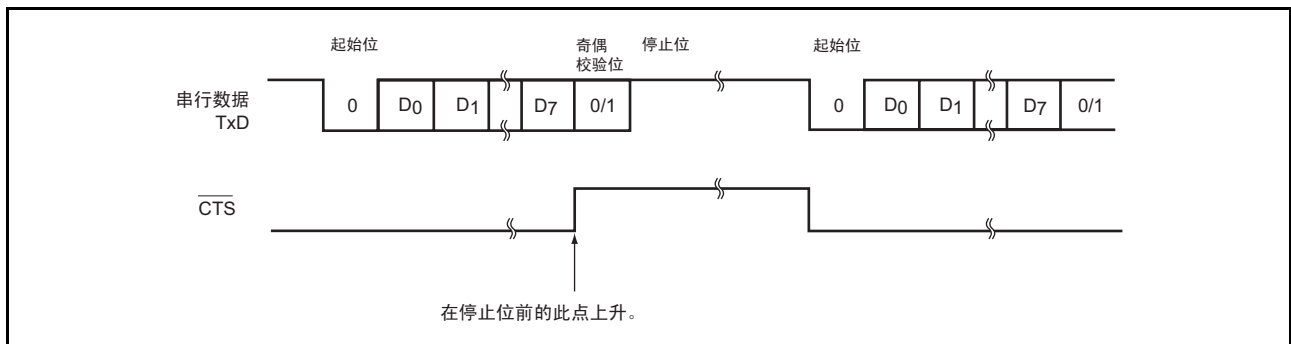 起始位 奇偶 停止位 起始位
校验位
串行数据 0 D0 D1 D7 0/1 0 D0 D1 D7 0/1
TxD
CTS
在停止位前的此点上升。